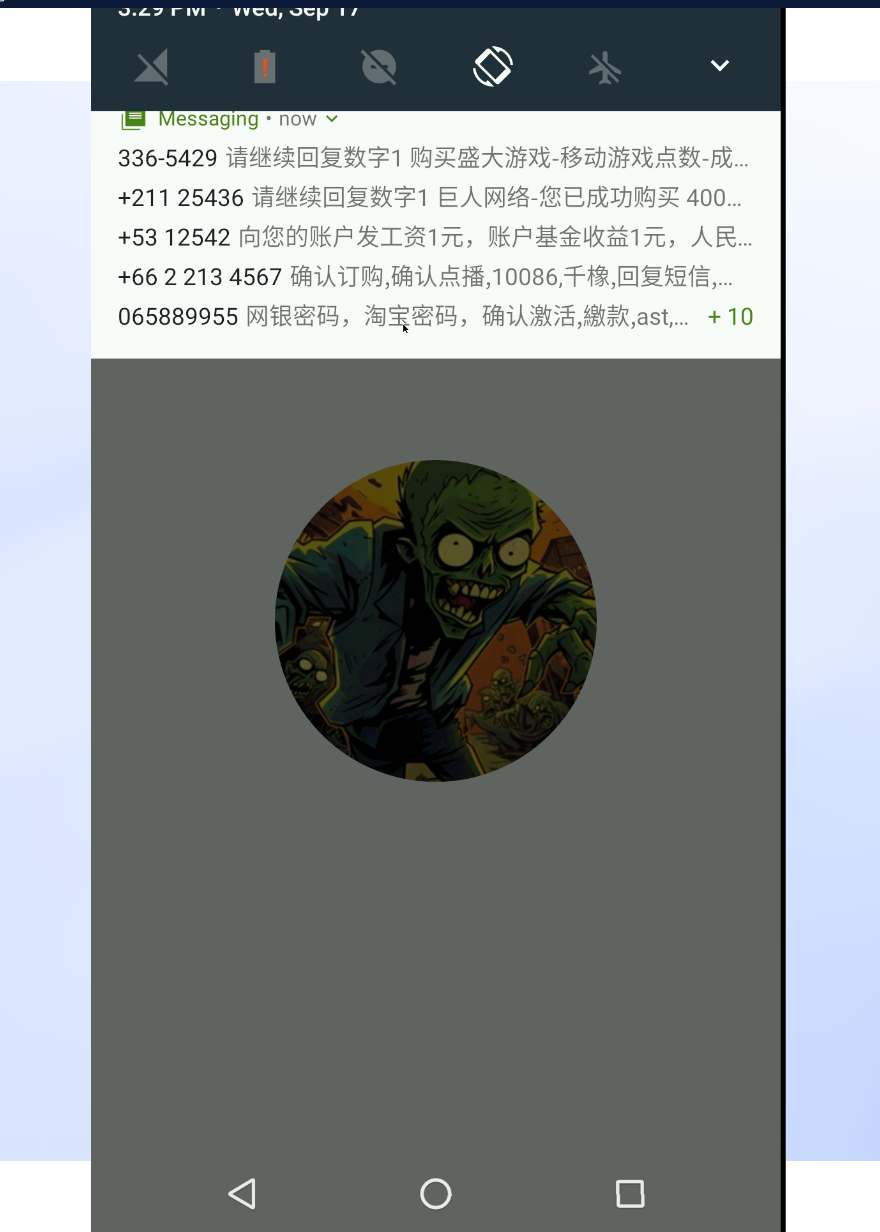 3:29 PM • Wed, Sep 17
Messaging • now
336-5429 请继续回复数字1 购买盛大游戏-移动游戏点数-成...
+211 25436 请继续回复数字1 巨人网络-您已成功购买 400...
+53 12542 向您的账户发工资1元，账户基金收益1元，人民...
+66 2 213 4567 确认订购,确认点播,10086,千橡,回复短信,...
065889955 网银密码，淘宝密码，确认激活,繳款,ast,... + 10